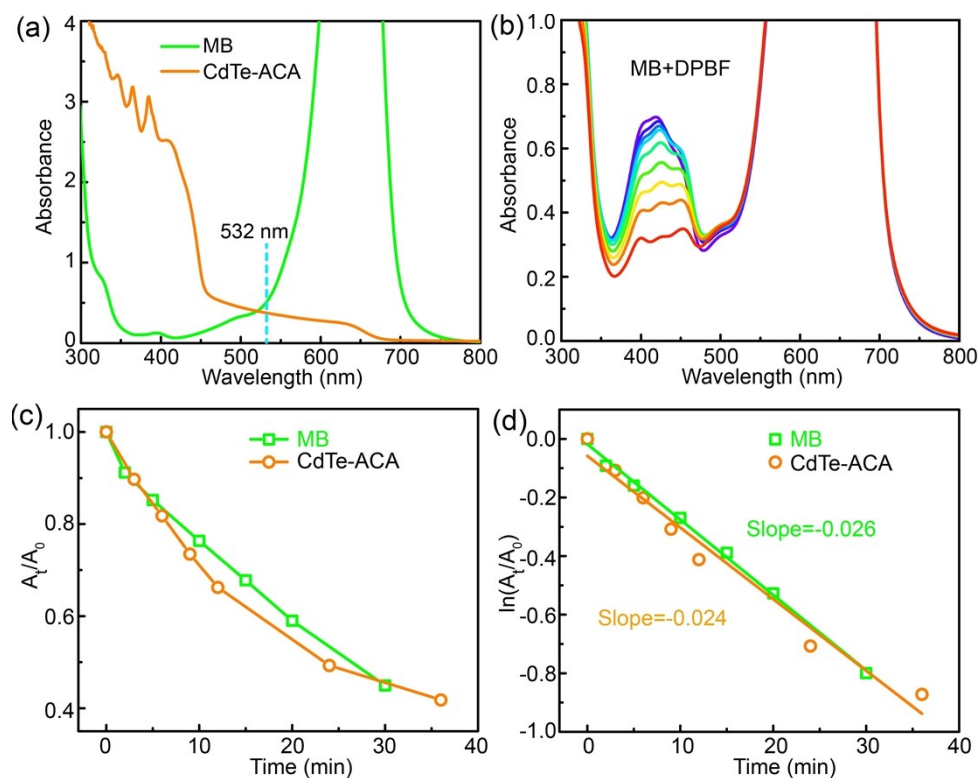 (a)
4
3
2
1
0
MB
CdTe-ACA
532 nm
Absorbance
300 400 500 600 700 800
Wavelength (nm)
(b)
1.0
0.8
0.6
0.4
0.2
0.0
MB+DPBF
Absorbance
300 400 500 600 700 800
Wavelength (nm)
(c)
1.0
0.8
0.6
0.4
MB
CdTe-ACA
Aₜ/A₀
0 10 20 30 40
Time (min)
(d)
0.0
-0.2
-0.4
-0.6
-0.8
-1.0
MB
CdTe-ACA
Slope=-0.026
Slope=-0.024
ln(Aₜ/A₀)
0 10 20 30 40
Time (min)